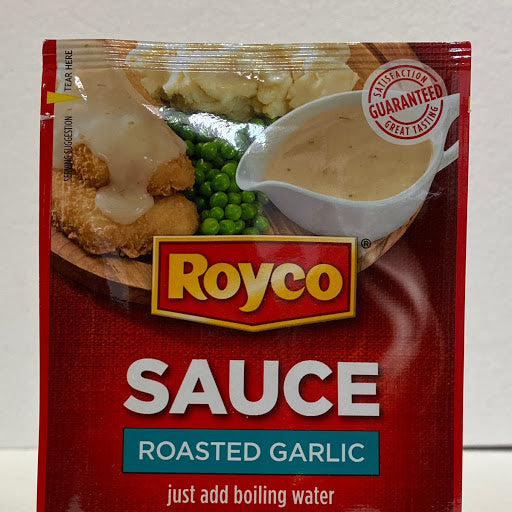 TEAR HERE
SERVING SUGGESTION
SATISFACTION
GUARANTEED
GREAT TASTING
Royco®
SAUCE
ROASTED GARLIC
just add boiling water